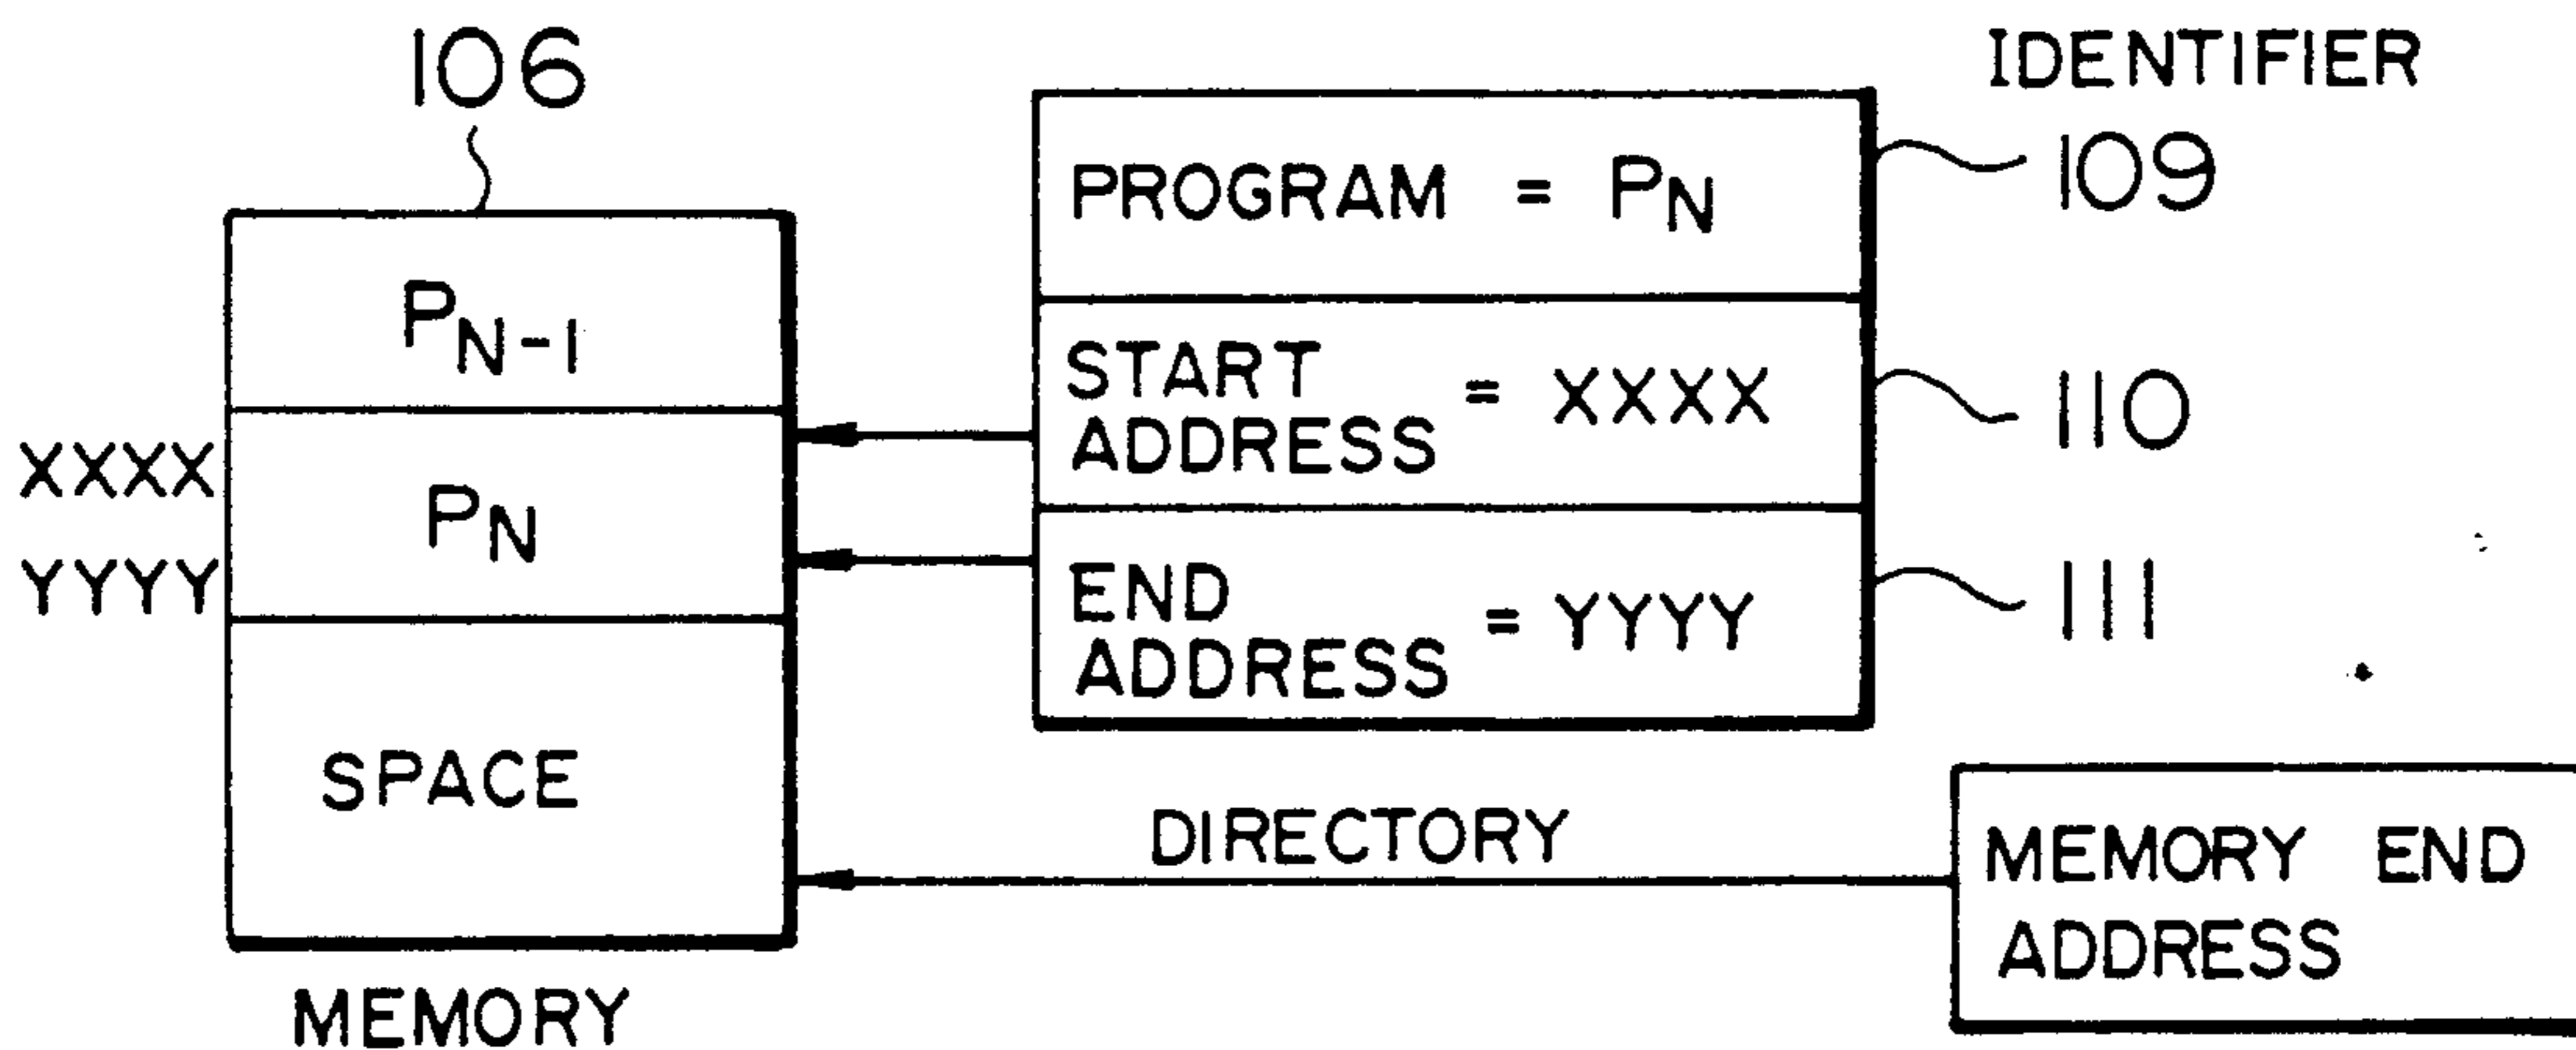 106
IDENTIFIER
109
PROGRAM = PN
PN-1
START ADDRESS = XXXX
110
XXXX
PN
YYYY
END ADDRESS = YYYY
111
SPACE
DIRECTORY
MEMORY END
ADDRESS
MEMORY